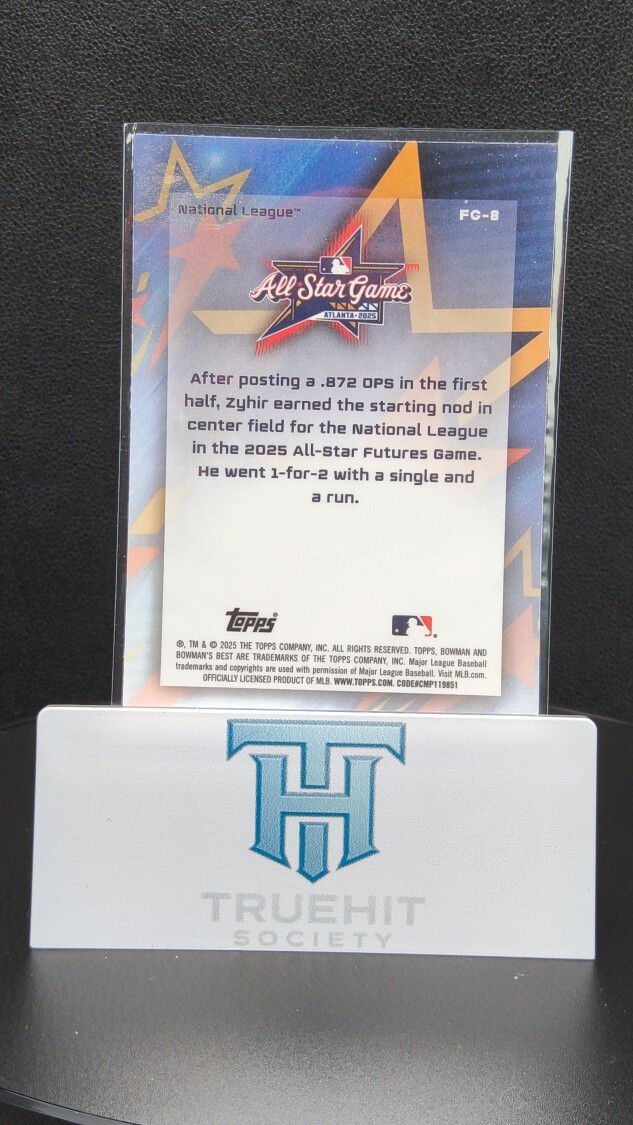 National League™
FG-8
All-Star Game
ATLANTA • 2025
After posting a .872 OPS in the first
half, Zyhir earned the starting nod in
center field for the National League
in the 2025 All-Star Futures Game.
He went 1-for-2 with a single and
a run.
Topps®
®, TM & © 2025 THE TOPPS COMPANY, INC. ALL RIGHTS RESERVED. TOPPS, BOWMAN AND
BOWMAN'S BEST ARE TRADEMARKS OF THE TOPPS COMPANY, INC. Major League Baseball
trademarks and copyrights are used with permission of Major League Baseball. Visit MLB.com.
OFFICIALLY LICENSED PRODUCT OF MLB. WWW.TOPPS.COM. CODE#CMP119851
TH
TRUEHIT
SOCIETY